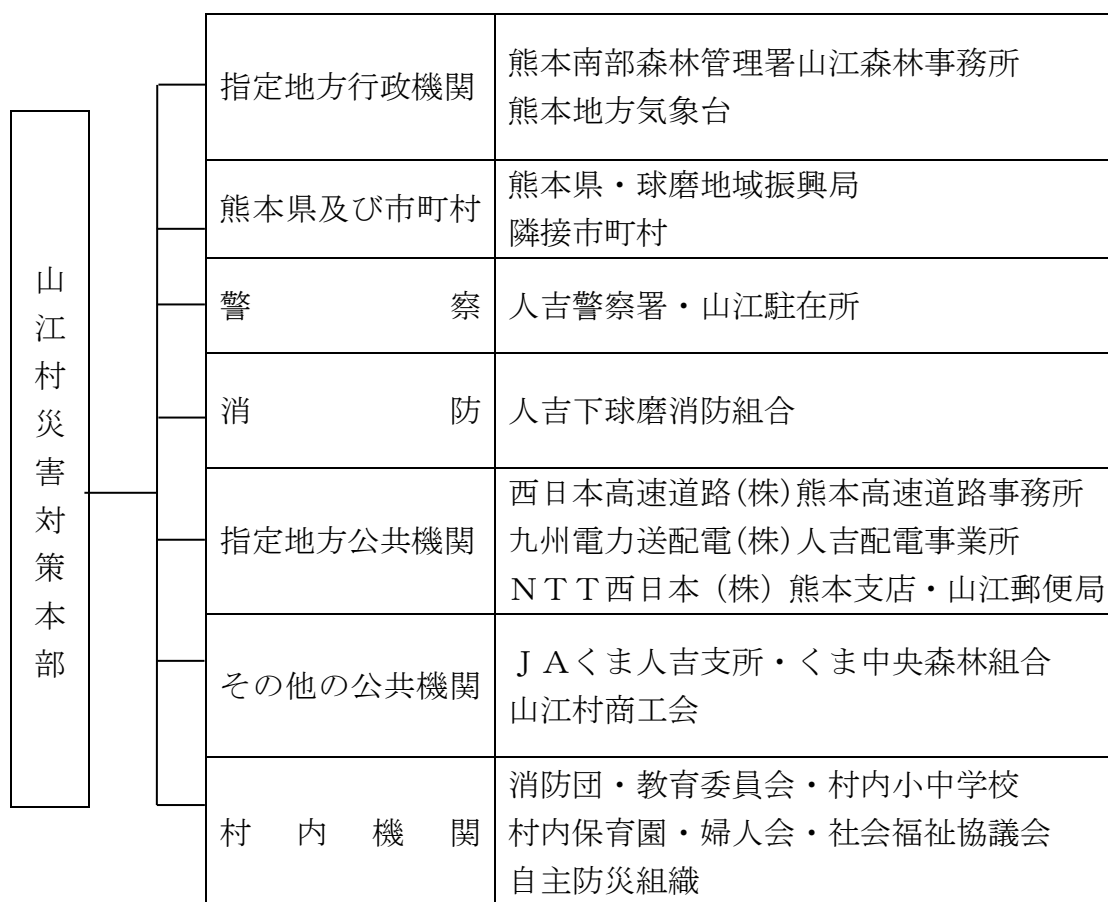 山江村災害対策本部
指定地方行政機関
熊本南部森林管理署山江森林事務所
熊本地方気象台
熊本県及び市町村
熊本県・球磨地域振興局
隣接市町村
警察
人吉警察署・山江駐在所
消防
人吉下球磨消防組合
指定地方公共機関
西日本高速道路(株)熊本高速道路事務所
九州電力送配電(株)人吉配電事業所
ＮＴＴ西日本（株）熊本支店・山江郵便局
その他の公共機関
ＪＡくま人吉支所・くま中央森林組合
山江村商工会
村内機関
消防団・教育委員会・村内小中学校
村内保育園・婦人会・社会福祉協議会
自主防災組織